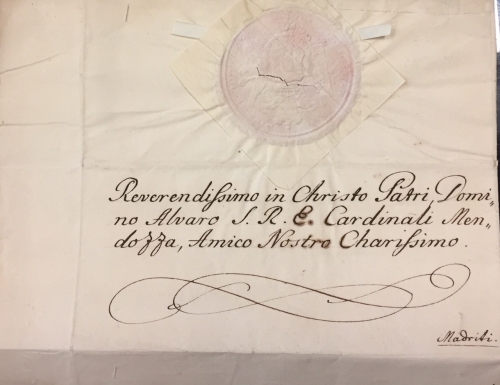 Reverendissimo in Christo Patri, Domi,,
no Alvaro S. R. E. Cardinali Men,,
dozza, Amico Nostro Charissimo.
Madriti.